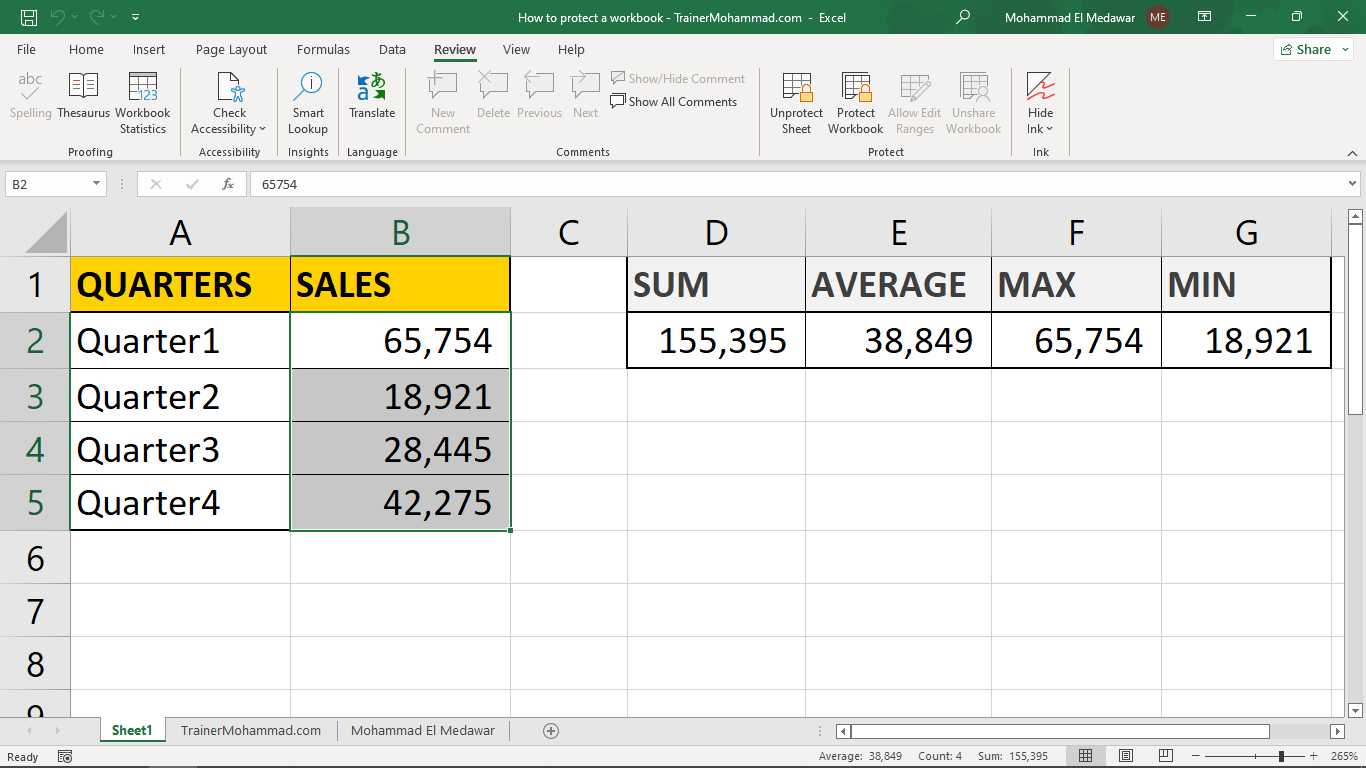 How to protect a workbook - TrainerMohammad.com - Excel
Mohammad El Medawar ME
File Home Insert Page Layout Formulas Data Review View Help Share
abc
Spelling Thesaurus Workbook Statistics
Proofing
Check Accessibility
Accessibility
Smart Lookup
Insights
Translate
Language
New Comment Delete Previous Next
Show/Hide Comment
Show All Comments
Comments
Unprotect Sheet Protect Workbook Allow Edit Ranges Unshare Workbook
Protect
Hide Ink
Ink
B2 fx 65754
A B C D E F G
1 QUARTERS SALES SUM AVERAGE MAX MIN
2 Quarter1 65,754 155,395 38,849 65,754 18,921
3 Quarter2 18,921
4 Quarter3 28,445
5 Quarter4 42,275
6
7
8
9
Sheet1 TrainerMohammad.com Mohammad El Medawar
Ready Average: 38,849 Count: 4 Sum: 155,395 265%